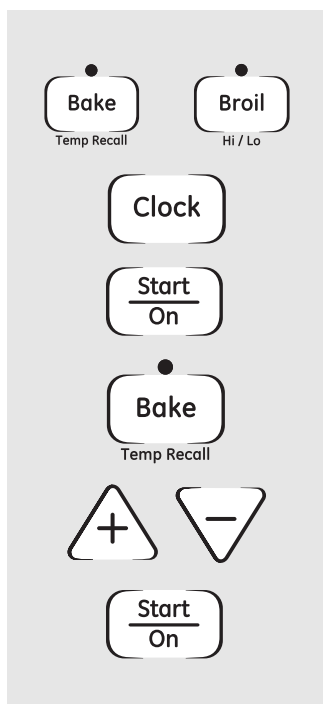 Bake Broil
Temp Recall Hi / Lo
Clock
Start
On
Bake
Temp Recall
+ −
Start
On